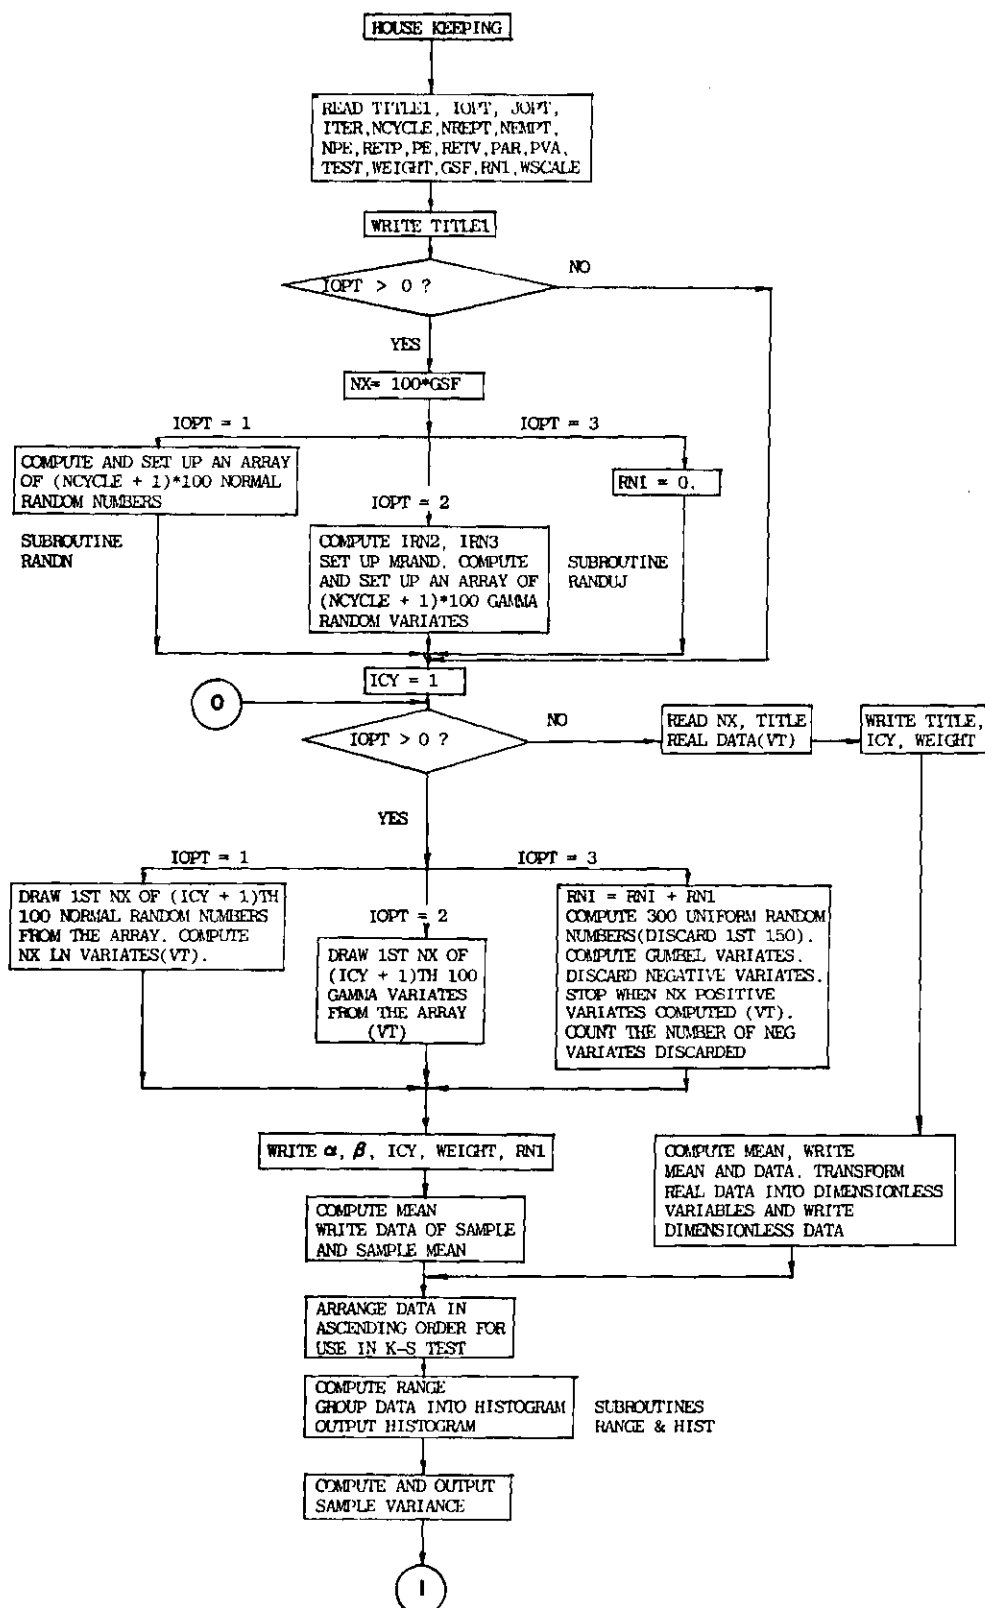 HOUSE KEEPING
READ TITLE1, IOPT, JOPT,
ITER,NCYCLE,NREPT,NEMPT,
NPE,RETP,PE,RETV,PAR,PVA,
TEST,WEIGHT,GSF,RN1,WSCALE
WRITE TITLE1
IOPT > 0 ?
NO
YES
NX= 100*GSF
IOPT = 1
IOPT = 3
COMPUTE AND SET UP AN ARRAY
OF (NCYCLE + 1)*100 NORMAL
RANDOM NUMBERS
RNI = 0.
IOPT = 2
SUBROUTINE
RANDN
COMPUTE IRN2, IRN3
SET UP MRAND. COMPUTE
AND SET UP AN ARRAY OF
(NCYCLE + 1)*100 GAMMA
RANDOM VARIATES
SUBROUTINE
RANDUJ
ICY = 1
0
IOPT > 0 ?
NO
READ NX, TITLE
REAL DATA(VT)
WRITE TITLE,
ICY, WEIGHT
YES
IOPT = 1
IOPT = 3
DRAW 1ST NX OF (ICY + 1)TH
100 NORMAL RANDOM NUMBERS
FROM THE ARRAY. COMPUTE
NX LN VARIATES(VT).
IOPT = 2
DRAW 1ST NX OF
(ICY + 1)TH 100
GAMMA VARIATES
FROM THE ARRAY
(VT)
RNI = RNI + RN1
COMPUTE 300 UNIFORM RANDOM
NUMBERS(DISCARD 1ST 150).
COMPUTE GUMBEL VARIATES.
DISCARD NEGATIVE VARIATES.
STOP WHEN NX POSITIVE
VARIATES COMPUTED (VT).
COUNT THE NUMBER OF NEG
VARIATES DISCARDED
WRITE α, β, ICY, WEIGHT, RN1
COMPUTE MEAN
WRITE DATA OF SAMPLE
AND SAMPLE MEAN
COMPUTE MEAN, WRITE
MEAN AND DATA. TRANSFORM
REAL DATA INTO DIMENSIONLESS
VARIABLES AND WRITE
DIMENSIONLESS DATA
ARRANGE DATA IN
ASCENDING ORDER FOR
USE IN K-S TEST
COMPUTE RANGE
GROUP DATA INTO HISTOGRAM
OUTPUT HISTOGRAM
SUBROUTINES
RANGE & HIST
COMPUTE AND OUTPUT
SAMPLE VARIANCE
I